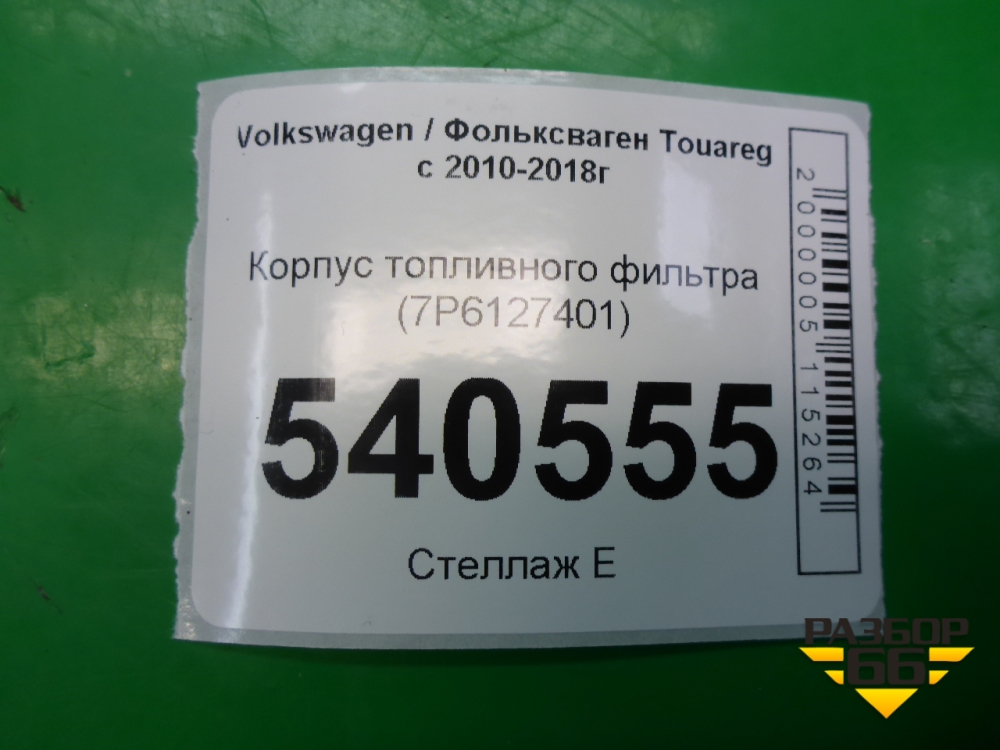 Volkswagen / Фольксваген Touareg
с 2010-2018г
Корпус топливного фильтра
(7P6127401)
540555
Стеллаж Е
2000005115264
РАЗБОР
66